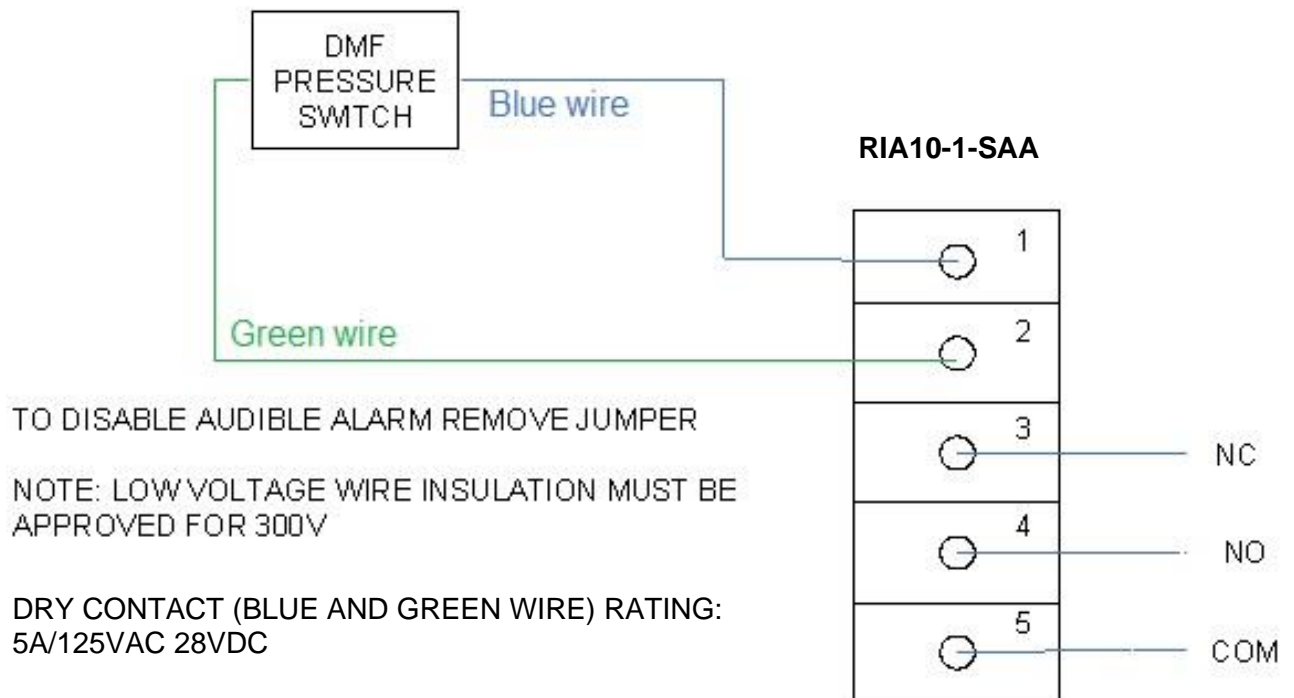 DMF
PRESSURE
SWITCH
Blue wire
RIA10-1-SAA
1
Green wire
2
TO DISABLE AUDIBLE ALARM REMOVE JUMPER
3
NC
NOTE: LOW VOLTAGE WIRE INSULATION MUST BE
APPROVED FOR 300V
4
NO
DRY CONTACT (BLUE AND GREEN WIRE) RATING:
5A/125VAC 28VDC
5
COM